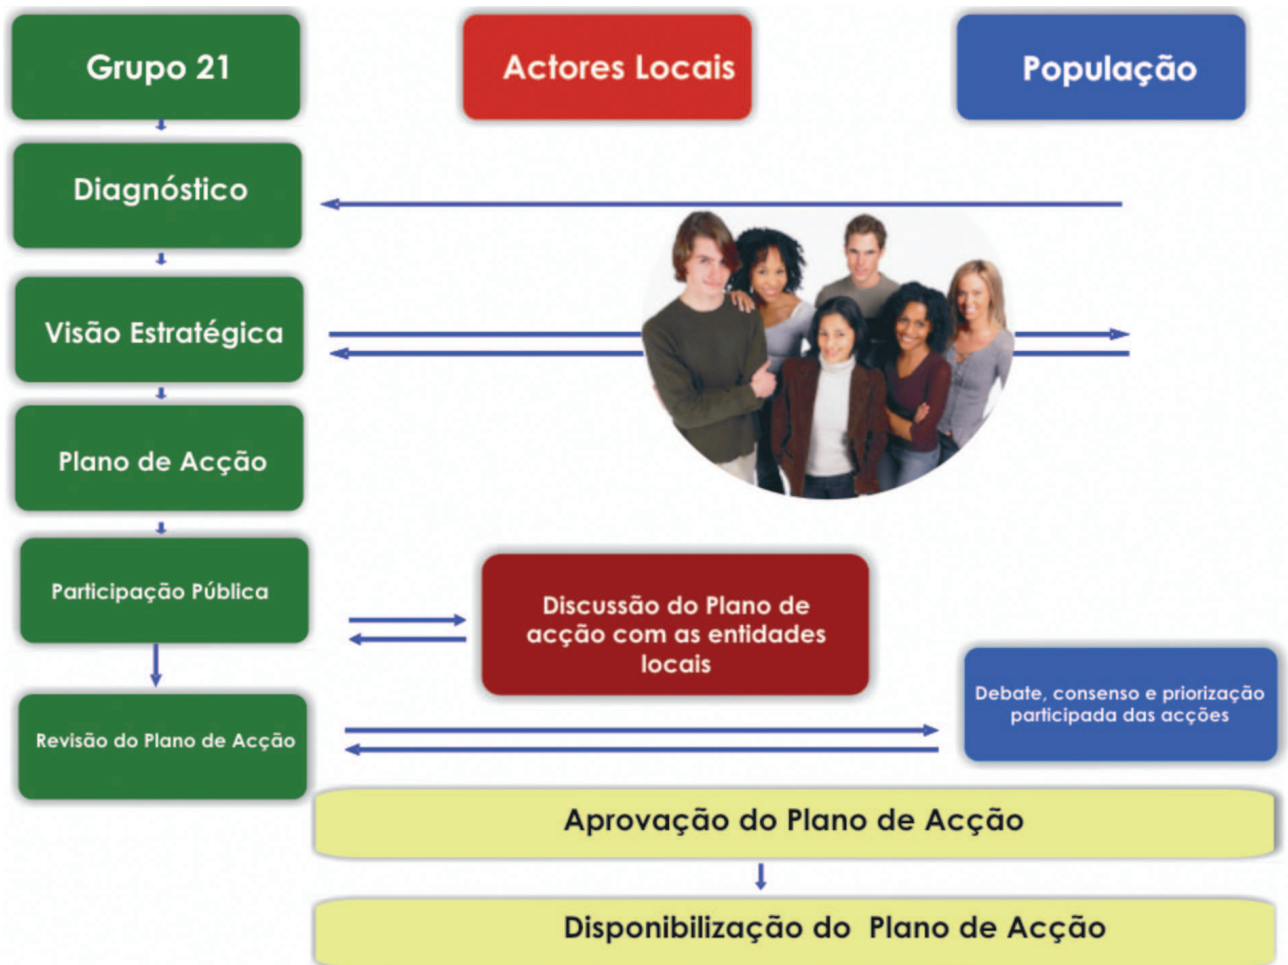 Grupo 21
Actores Locais
População
Diagnóstico
Visão Estratégica
Plano de Acção
Participação Pública
Discussão do Plano de
acção com as entidades
locais
Debate, consenso e priorização
participada das acções
Revisão do Plano de Acção
Aprovação do Plano de Acção
Disponibilização do Plano de Acção